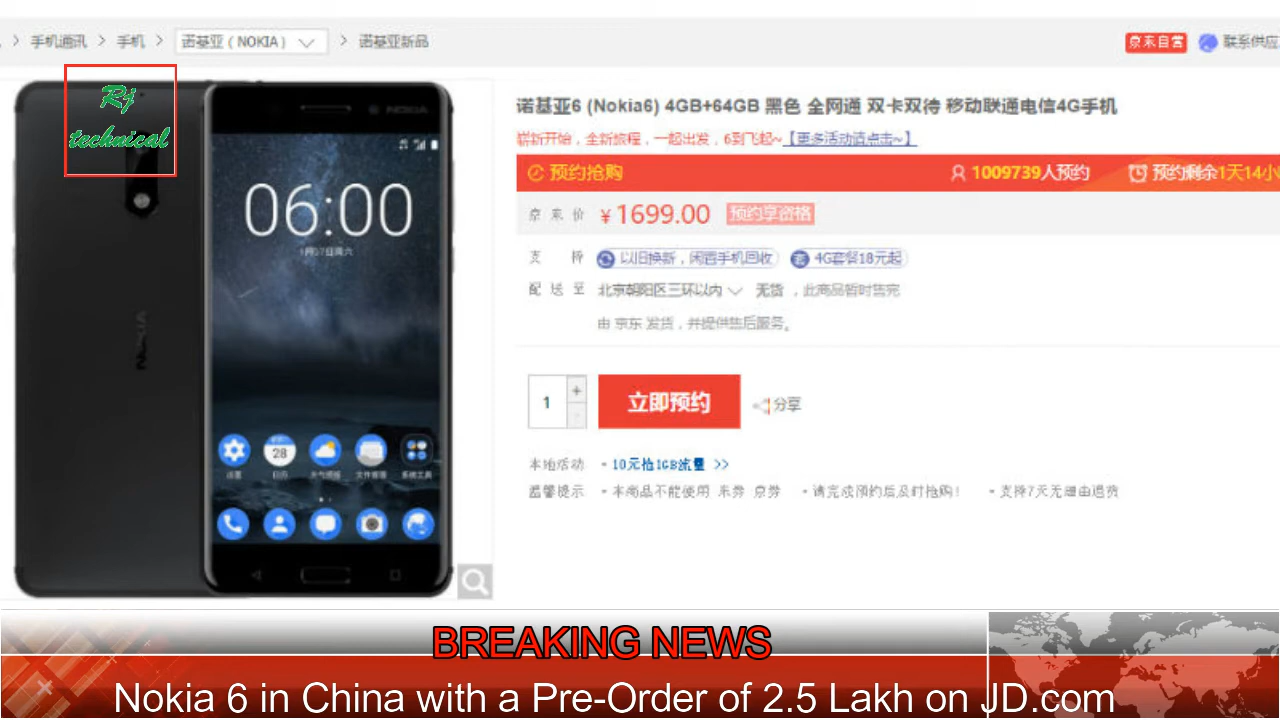 手机通讯 > 手机 > 诺基亚（NOKIA） > 诺基亚新品
京东自营 联系供应
Rj
technical
NOKIA
06:00
28
NOKIA
诺基亚6 (Nokia6) 4GB+64GB 黑色 全网通 双卡双待 移动联通电信4G手机
崭新开始，全新旅程，一起出发，6到飞起~【更多活动请点击~】
预约抢购 1009739人预约 预约剩余1天14小
京东价 ￥1699.00 预约享资格
支持 以旧换新，闲置手机回收 4G套餐18元起
配送至 北京朝阳区三环以内 无货，此商品暂时售完
由 京东 发货，并提供售后服务。
1 + 立即预约 分享
本地活动 • 10元抢1GB流量 >>
温馨提示 • 本商品不能使用 东券 京券 • 请完成预约后及时抢购！ • 支持7天无理由退货
BREAKING NEWS
Nokia 6 in China with a Pre-Order of 2.5 Lakh on JD.com